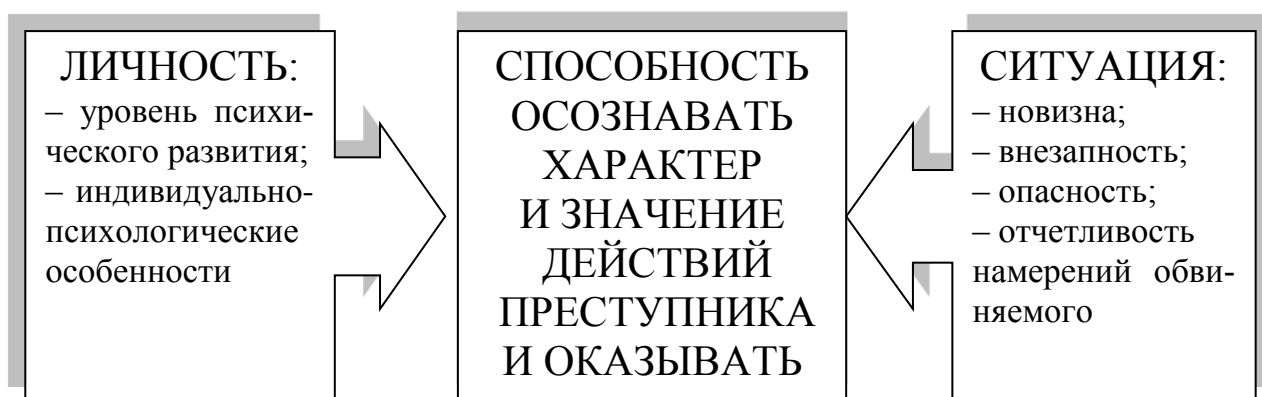 ЛИЧНОСТЬ:
– уровень психи-
ческого развития;
– индивидуально-
психологические
особенности
СПОСОБНОСТЬ
ОСОЗНАВАТЬ
ХАРАКТЕР
И ЗНАЧЕНИЕ
ДЕЙСТВИЙ
ПРЕСТУПНИКА
И ОКАЗЫВАТЬ
СИТУАЦИЯ:
– новизна;
– внезапность;
– опасность;
– отчетливость
намерений обви-
няемого